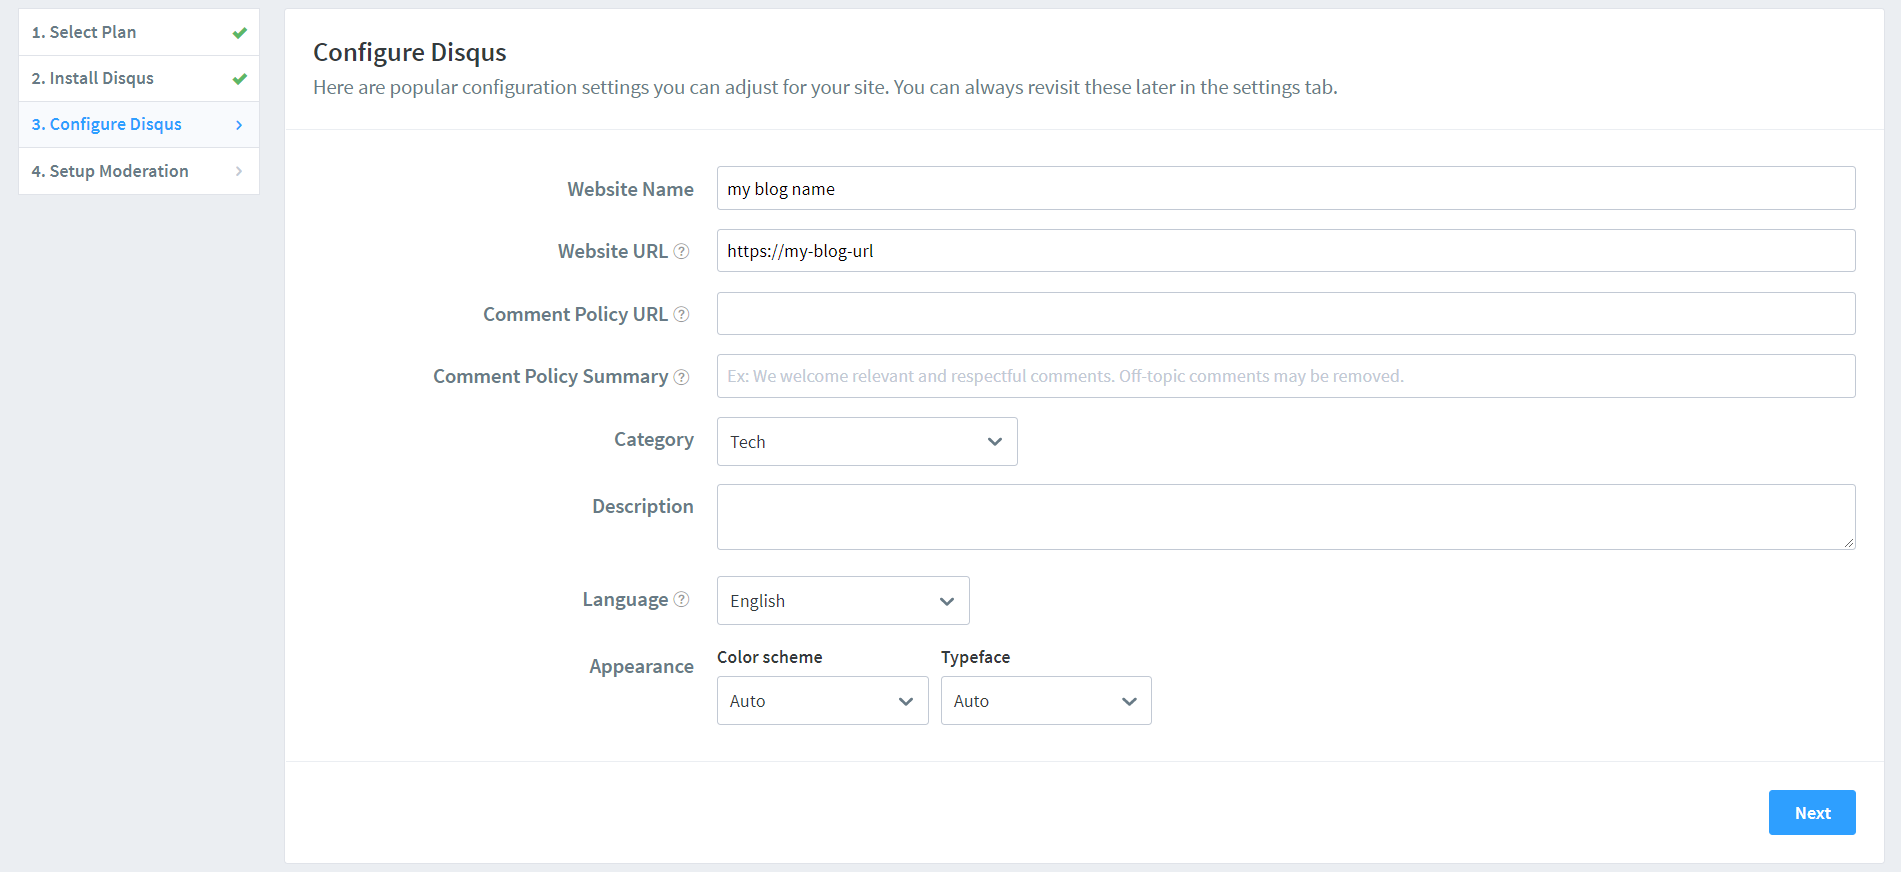 1. Select Plan
2. Install Disqus
3. Configure Disqus
4. Setup Moderation
Configure Disqus
Here are popular configuration settings you can adjust for your site. You can always revisit these later in the settings tab.
Website Name
my blog name
Website URL ?
https://my-blog-url
Comment Policy URL ?
Comment Policy Summary ?
Ex: We welcome relevant and respectful comments. Off-topic comments may be removed.
Category
Tech
Description
Language ?
English
Appearance
Color scheme
Typeface
Auto
Auto
Next